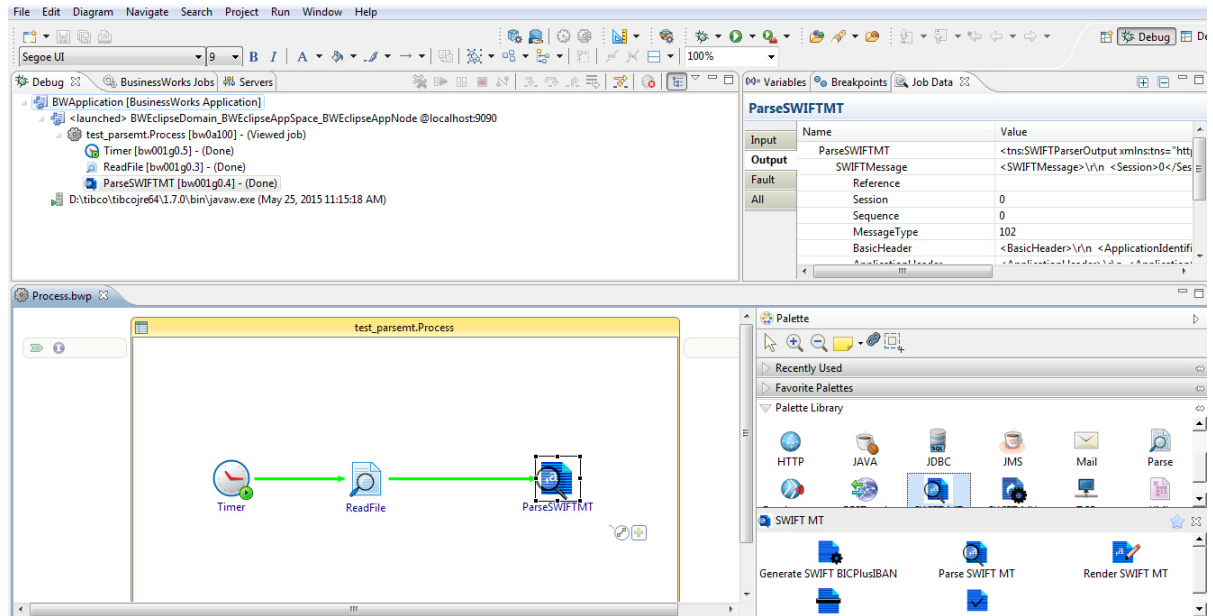 File Edit Diagram Navigate Search Project Run Window Help
Debug
Segoe UI 9 B I A 100%
Debug BusinessWorks Jobs Servers
BWApplication [BusinessWorks Application]
<launched> BWEclipseDomain_BWEclipseAppSpace_BWEclipseAppNode @localhost:9090
test_parsemt.Process [bw0a100] - (Viewed job)
Timer [bw001g0.5] - (Done)
ReadFile [bw001g0.3] - (Done)
ParseSWIFTMT [bw001g0.4] - (Done)
D:\tibco\tibcojre64\1.7.0\bin\javaw.exe (May 25, 2015 11:15:18 AM)
(x)= Variables Breakpoints Job Data
ParseSWIFTMT
Input
Output
Fault
All
Name Value
ParseSWIFTMT <tns:SWIFTParserOutput xmlns:tns="http
SWIFTMessage <SWIFTMessage>\r\n <Session>0</Ses
Reference
Session 0
Sequence 0
MessageType 102
BasicHeader <BasicHeader>\r\n <ApplicationIdentifi
Process.bwp
test_parsemt.Process
Timer
ReadFile
ParseSWIFTMT
Palette
Recently Used
Favorite Palettes
Palette Library
HTTP JAVA JDBC JMS Mail Parse
SWIFT MT
Generate SWIFT BICPlusIBAN Parse SWIFT MT Render SWIFT MT